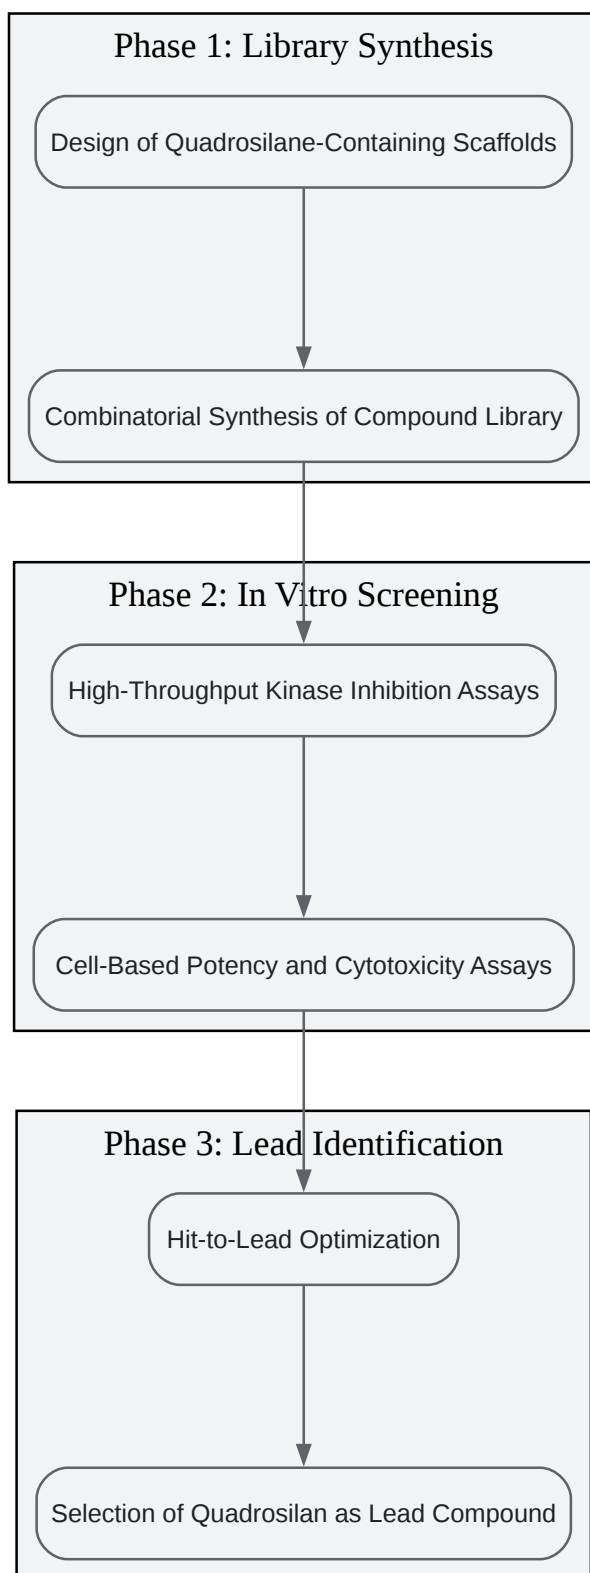 Phase 1: Library Synthesis
Design of Quadrosilane-Containing Scaffolds
Combinatorial Synthesis of Compound Library
Phase 2: In Vitro Screening
High-Throughput Kinase Inhibition Assays
Cell-Based Potency and Cytotoxicity Assays
Phase 3: Lead Identification
Hit-to-Lead Optimization
Selection of Quadrosilan as Lead Compound